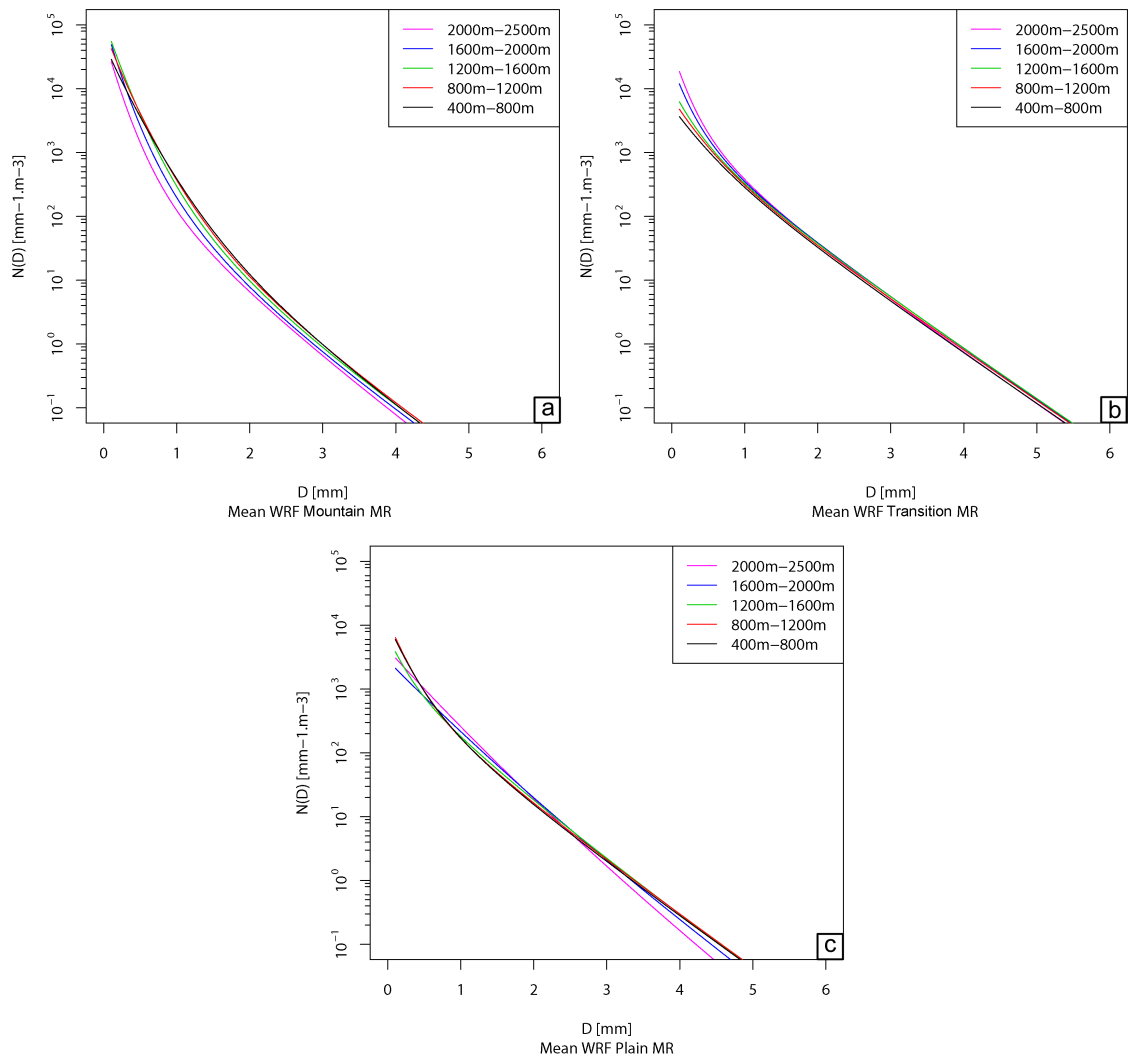 2000m−2500m
1600m−2000m
1200m−1600m
800m−1200m
400m−800m
N(D) [mm−1.m−3]
10^5
10^4
10^3
10^2
10^1
10^0
10^−1
0 1 2 3 4 5 6
a
D [mm]
Mean WRF Mountain MR
2000m−2500m
1600m−2000m
1200m−1600m
800m−1200m
400m−800m
N(D) [mm−1.m−3]
10^5
10^4
10^3
10^2
10^1
10^0
10^−1
0 1 2 3 4 5 6
b
D [mm]
Mean WRF Transition MR
2000m−2500m
1600m−2000m
1200m−1600m
800m−1200m
400m−800m
N(D) [mm−1.m−3]
10^5
10^4
10^3
10^2
10^1
10^0
10^−1
0 1 2 3 4 5 6
c
D [mm]
Mean WRF Plain MR